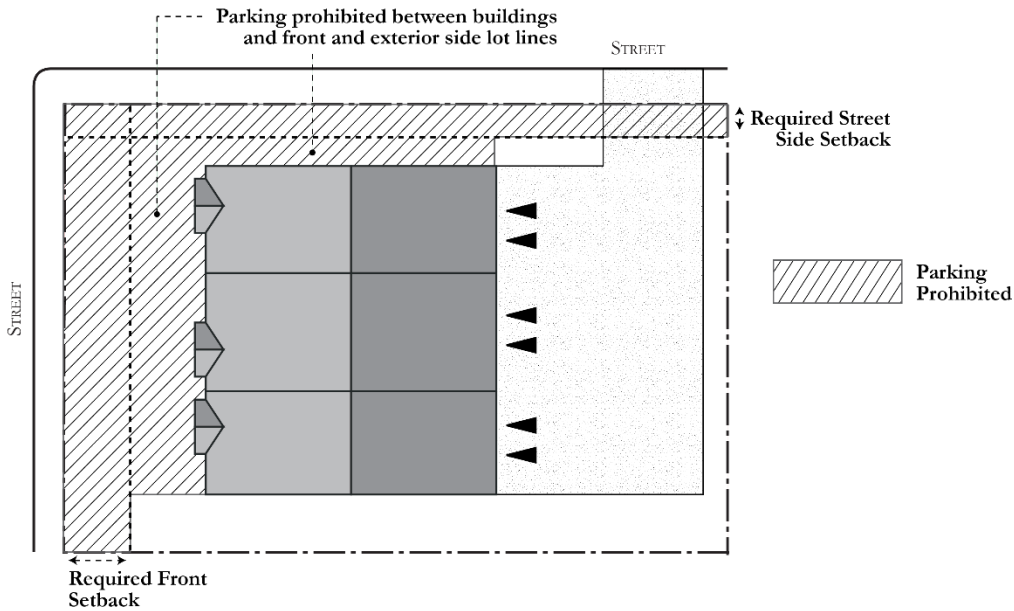 Parking prohibited between buildings
and front and exterior side lot lines
STREET
Required Street
Side Setback
STREET
Parking
Prohibited
Required Front
Setback